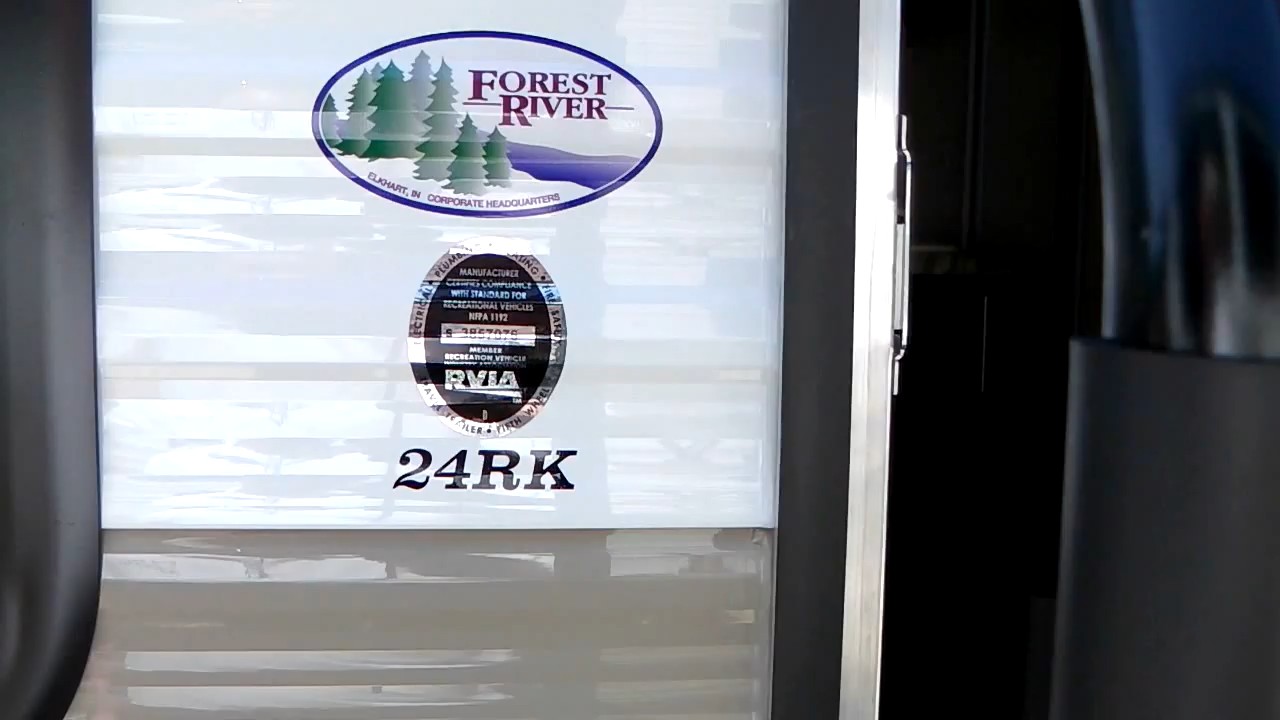 FOREST
RIVER
ELKHART, IN CORPORATE HEADQUARTERS
MANUFACTURER
CERTIFIES COMPLIANCE
WITH STANDARD FOR
RECREATIONAL VEHICLES
NFPA 1192
MEMBER
RECREATION VEHICLE
RVIA
TM
D
24RK